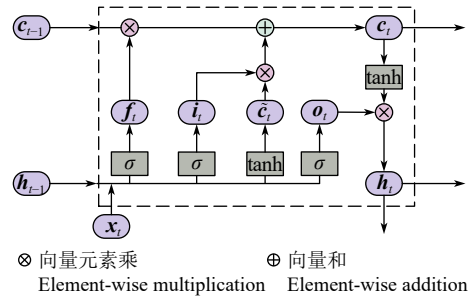 c_{t−1} c_t
tanh
f_t i_t c̃_t o_t
σ σ tanh σ
h_{t−1} h_t
x_t
⊗ 向量元素乘 ⊕ 向量和
Element-wise multiplication Element-wise addition